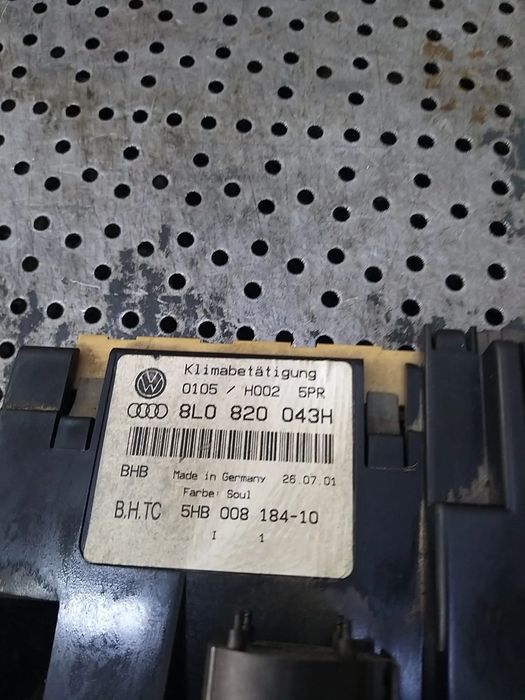 Klimabetätigung
0105 / H002 5PR
8L0 820 043H
BHB Made in Germany 26.07.01
Farbe: Soul
B.H.TC 5HB 008 184-10
I 1